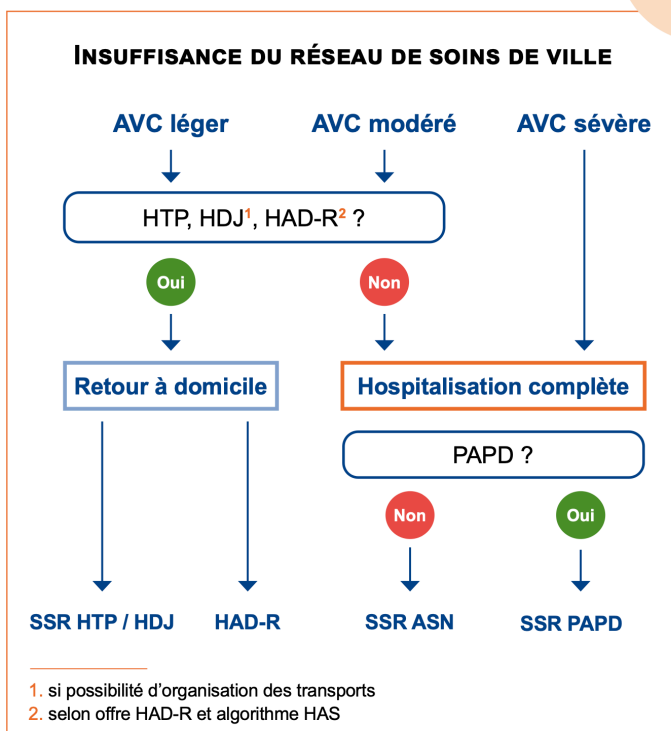 INSUFFISANCE DU RÉSEAU DE SOINS DE VILLE
AVC léger AVC modéré AVC sévère
HTP, HDJ¹, HAD-R² ?
Oui Non
Retour à domicile Hospitalisation complète
PAPD ?
Non Oui
SSR HTP / HDJ HAD-R SSR ASN SSR PAPD
1. si possibilité d'organisation des transports
2. selon offre HAD-R et algorithme HAS